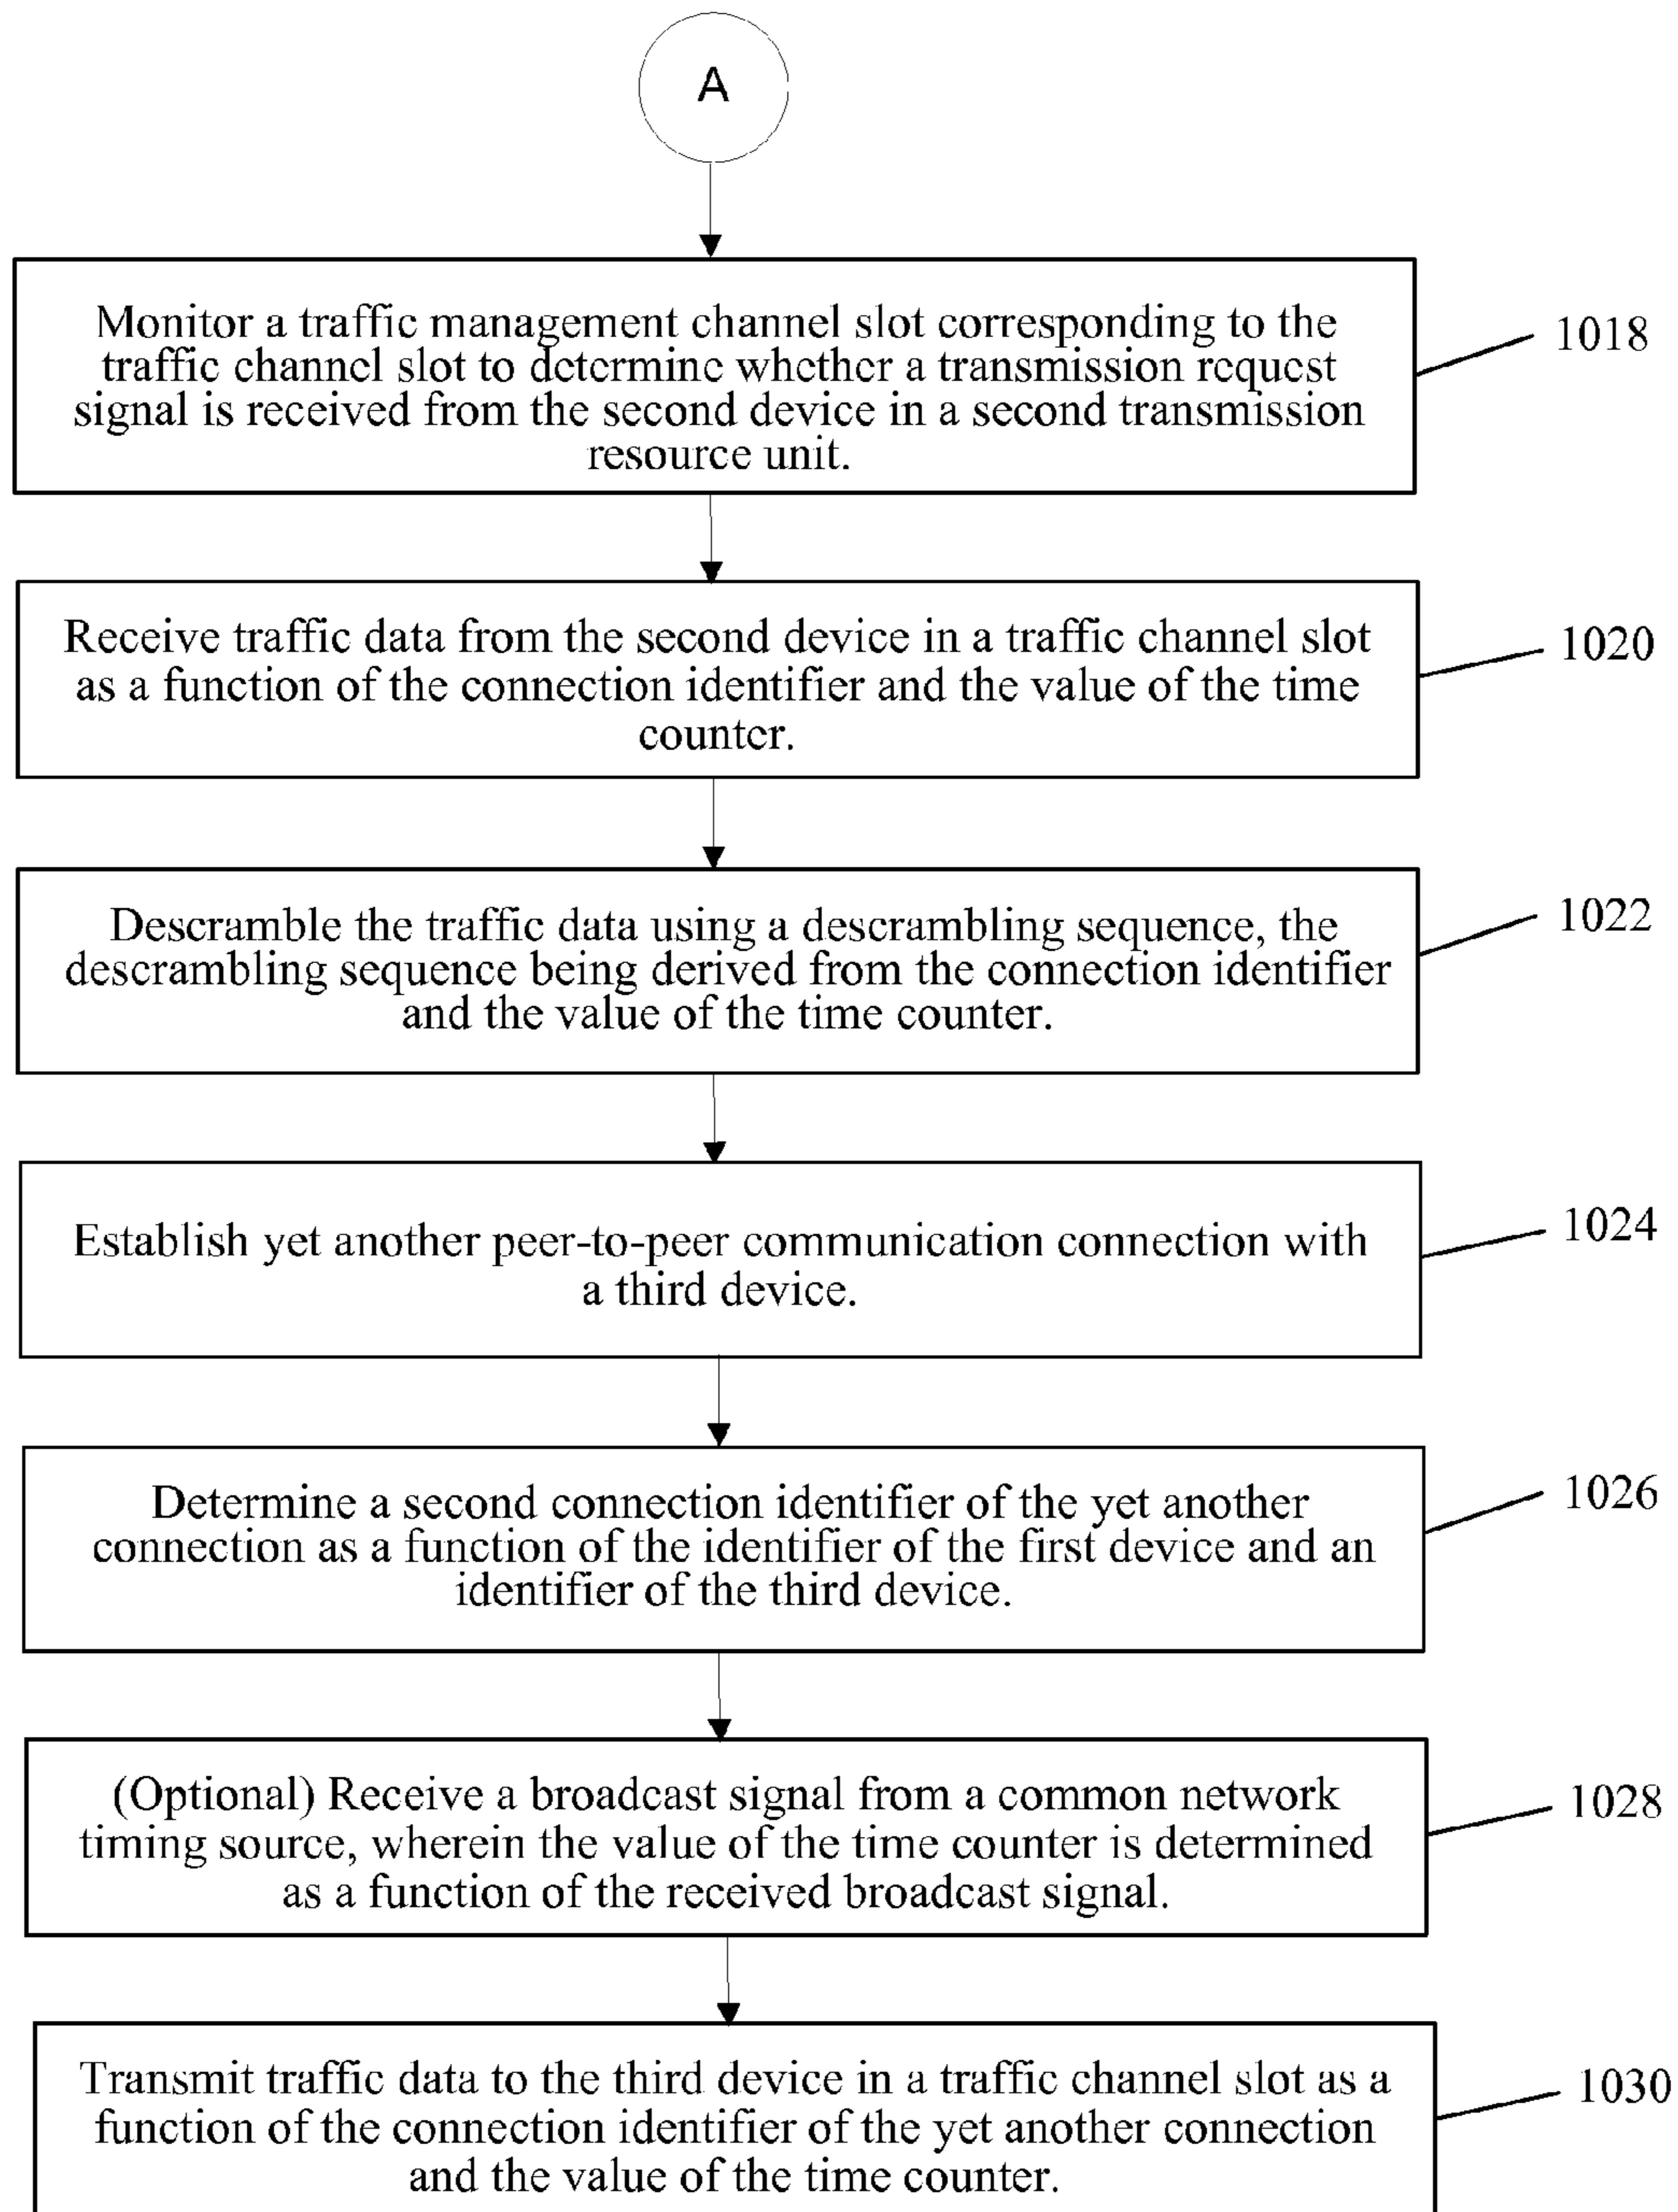 A
Monitor a traffic management channel slot corresponding to the
traffic channel slot to determine whether a transmission request
signal is received from the second device in a second transmission
resource unit.
1018
Receive traffic data from the second device in a traffic channel slot
as a function of the connection identifier and the value of the time
counter.
1020
Descramble the traffic data using a descrambling sequence, the
descrambling sequence being derived from the connection identifier
and the value of the time counter.
1022
Establish yet another peer-to-peer communication connection with
a third device.
1024
Determine a second connection identifier of the yet another
connection as a function of the identifier of the first device and an
identifier of the third device.
1026
(Optional) Receive a broadcast signal from a common network
timing source, wherein the value of the time counter is determined
as a function of the received broadcast signal.
1028
Transmit traffic data to the third device in a traffic channel slot as a
function of the connection identifier of the yet another connection
and the value of the time counter.
1030